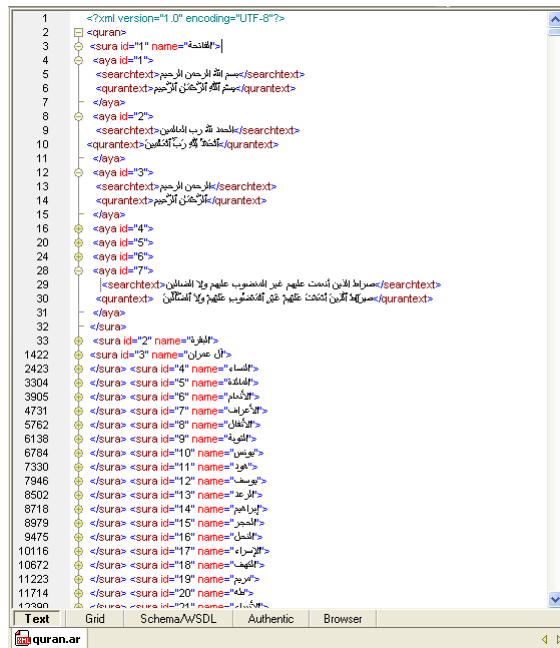 1 <?xml version="1.0" encoding="UTF-8"?>
2 <quran>
3 <sura id="1" name="الفاتحة">
4 <aya id="1">
5 <searchtext>بسم الله الرحمن الرحيم</searchtext>
6 <qurantext>بِسْمِ ٱللَّهِ ٱلرَّحْمَٰنِ ٱلرَّحِيمِ</qurantext>
7 </aya>
8 <aya id="2">
9 <searchtext>الحمد لله رب العالمين</searchtext>
10 <qurantext>ٱلْحَمْدُ لِلَّهِ رَبِّ ٱلْعَٰلَمِينَ</qurantext>
11 </aya>
12 <aya id="3">
13 <searchtext>الرحمن الرحيم</searchtext>
14 <qurantext>ٱلرَّحْمَٰنِ ٱلرَّحِيمِ</qurantext>
15 </aya>
16 <aya id="4">
20 <aya id="5">
24 <aya id="6">
28 <aya id="7">
29 <searchtext>صراط الذين أنعمت عليهم غير المغضوب عليهم ولا الضالين</searchtext>
30 <qurantext>صِرَٰطَ ٱلَّذِينَ أَنْعَمْتَ عَلَيْهِمْ غَيْرِ ٱلْمَغْضُوبِ عَلَيْهِمْ وَلَا ٱلضَّآلِّينَ</qurantext>
31 </aya>
32 </sura>
33 <sura id="2" name="البقرة">
1422 <sura id="3" name="آل عمران">
2423 </sura> <sura id="4" name="النساء">
3304 </sura> <sura id="5" name="المائدة">
3905 </sura> <sura id="6" name="الأنعام">
4731 </sura> <sura id="7" name="الأعراف">
5762 </sura> <sura id="8" name="الأنفال">
6138 </sura> <sura id="9" name="التوبة">
6784 </sura> <sura id="10" name="يونس">
7330 </sura> <sura id="11" name="هود">
7946 </sura> <sura id="12" name="يوسف">
8502 </sura> <sura id="13" name="الرعد">
8718 </sura> <sura id="14" name="إبراهيم">
8979 </sura> <sura id="15" name="الحجر">
9475 </sura> <sura id="16" name="النحل">
10116 </sura> <sura id="17" name="الإسراء">
10672 </sura> <sura id="18" name="الكهف">
11223 </sura> <sura id="19" name="مريم">
11714 </sura> <sura id="20" name="طه">
12390 </sura> <sura id="21" name="الأنبياء">
Text Grid Schema/WSDL Authentic Browser
quran.ar